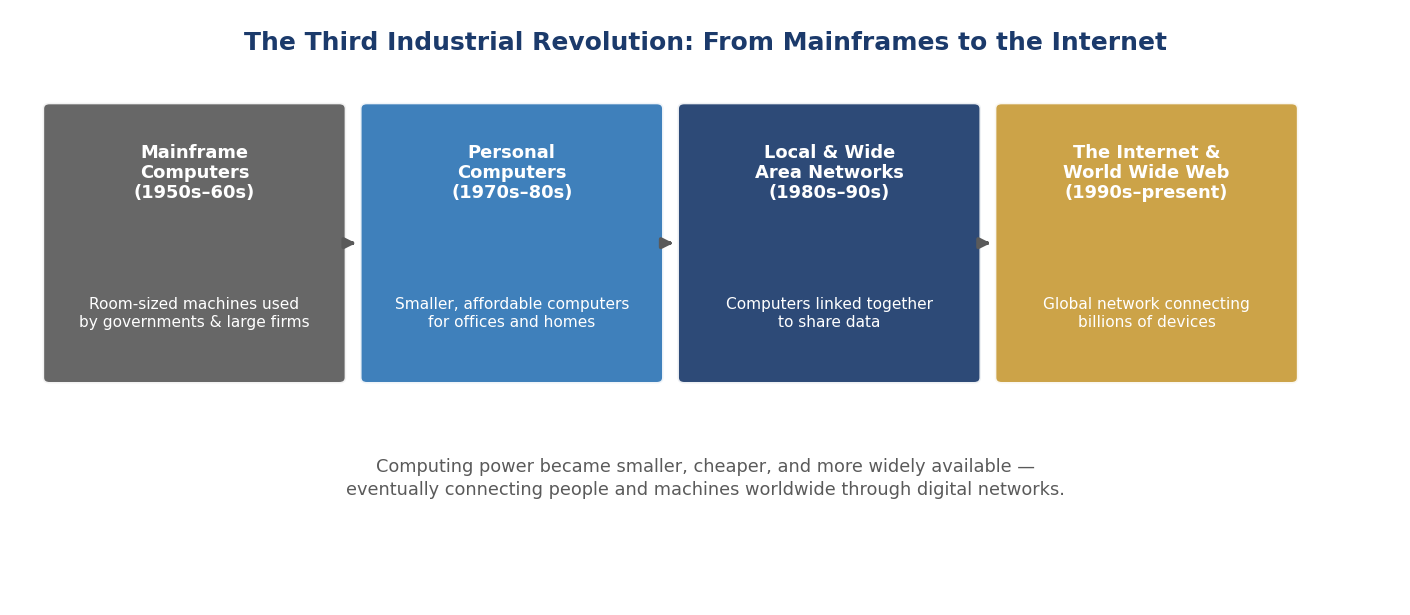 The Third Industrial Revolution: From Mainframes to the Internet
Mainframe
Computers
(1950s–60s)
Room-sized machines used
by governments & large firms
Personal
Computers
(1970s–80s)
Smaller, affordable computers
for offices and homes
Local & Wide
Area Networks
(1980s–90s)
Computers linked together
to share data
The Internet &
World Wide Web
(1990s–present)
Global network connecting
billions of devices
Computing power became smaller, cheaper, and more widely available —
eventually connecting people and machines worldwide through digital networks.